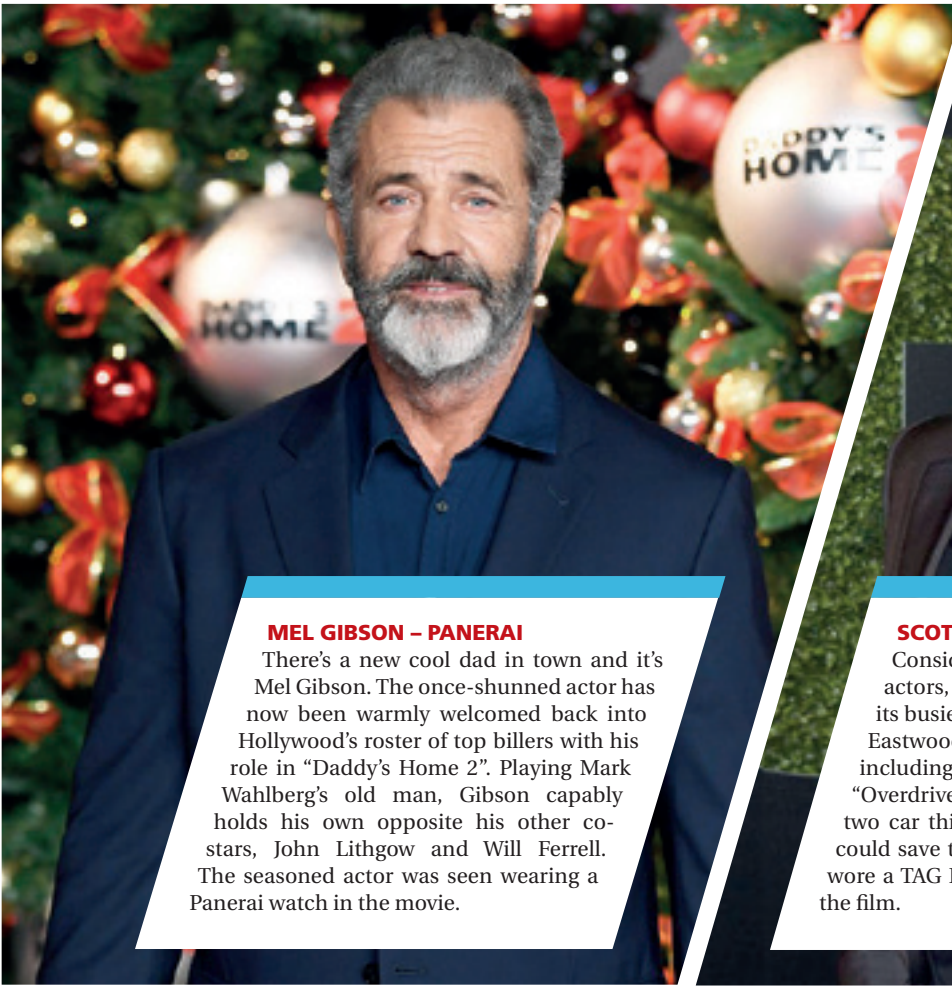 DADDY'S
HOME 2
DADDY'S
HOME 2
MEL GIBSON – PANERAI
There’s a new cool dad in town and it’s
Mel Gibson. The once-shunned actor has
now been warmly welcomed back into
Hollywood’s roster of top billers with his
role in “Daddy’s Home 2”. Playing Mark
Wahlberg’s old man, Gibson capably
holds his own opposite his other co-
stars, John Lithgow and Will Ferrell.
The seasoned actor was seen wearing a
Panerai watch in the movie.
SCOT
Consid
actors,
its busie
Eastwoo
including
“Overdrive
two car thi
could save t
wore a TAG
the film.